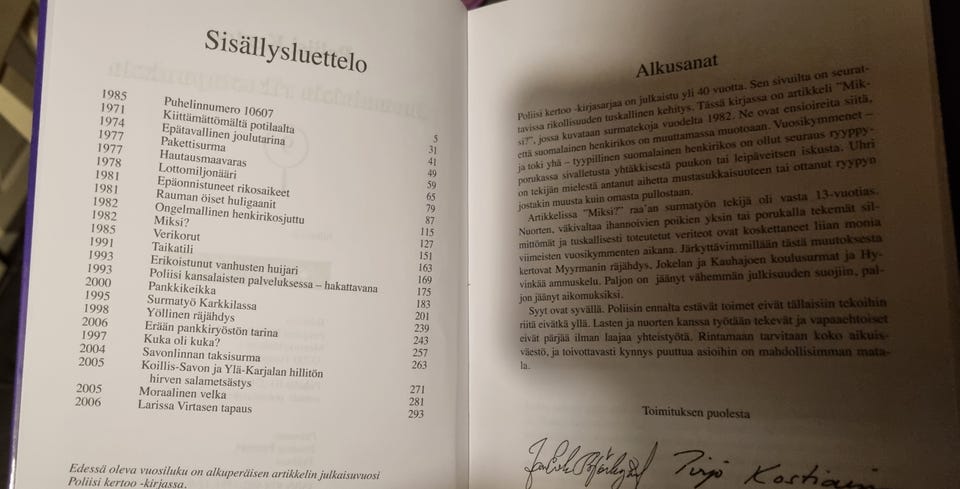 Sisällysluettelo
1985 Puhelinnumero 10607 5
1971 Kiittämättömältä potilaalta 31
1974 Epätavallinen joulutarina 41
1977 Pakettisurma 49
1977 Hautausmaavaras 59
1978 Lottomiljonääri 65
1981 Epäonnistuneet rikosaikeet 79
1981 Rauman öiset huligaanit 87
1982 Ongelmallinen henkirikosjuttu 115
1982 Miksi? 127
1985 Verikorut 151
1991 Taikatili 163
1993 Erikoistunut vanhusten huijari 169
1993 Poliisi kansalaisten palveluksessa – hakattavana 175
2000 Pankkikeikka 183
1995 Surmatyö Karkkilassa 201
1998 Yöllinen räjähdys 239
2006 Erään pankkiryöstön tarina 243
1997 Kuka oli kuka? 257
2004 Savonlinnan taksisurma 263
2005 Koillis-Savon ja Ylä-Karjalan hillitön
hirven salametsästys 271
2005 Moraalinen velka 281
2006 Larissa Virtasen tapaus 293
Edessä oleva vuosiluku on alkuperäisen artikkelin julkaisuvuosi
Poliisi kertoo -kirjassa.
Alkusanat
Poliisi kertoo -kirjasarjaa on julkaistu yli 40 vuotta. Sen sivuilta on seurat-
tavissa rikollisuuden tuskallinen kehitys. Tässä kirjassa on artikkeli "Mik-
si?", jossa kuvataan surmatekoja vuodelta 1982. Ne ovat ensioireita siitä,
että suomalainen henkirikos on muuttamassa muotoaan. Vuosikymmenet –
ja toki yhä – tyypillinen suomalainen henkirikos on ollut seuraus ryyppy-
porukassa sivalletusta yhtäkkisestä puukon tai leipäveitsen iskusta. Uhri
on tekijän mielestä antanut aihetta mustasukkaisuuteen tai ottanut ryypyn
jostakin muusta kuin omasta pullostaan.
Artikkelissa "Miksi?" raa'an surmatyön tekijä oli vasta 13-vuotias.
Nuorten, väkivaltaa ihannoivien poikien yksin tai porukalla tekemät sil-
mittömät ja tuskallisesti toteutetut veriteot ovat koskettaneet liian monia
viimeisten vuosikymmenten aikana. Järkyttävimmillään tästä muutoksesta
kertovat Myyrmanin räjähdys, Jokelan ja Kauhajoen koulusurmat ja Hy-
vinkää ammuskelu. Paljon on jäänyt vähemmän julkisuuden suojiin, pal-
jon jäänyt aikomuksiksi.
Syyt ovat syvällä. Poliisin ennalta estävät toimet eivät tällaisiin tekoihin
riitä eivätkä yllä. Lasten ja nuorten kanssa työtään tekevät ja vapaaehtoiset
eivät pärjää ilman laajaa yhteistyötä. Rintamaan tarvitaan koko aikuis-
väestö, ja toivottavasti kynnys puuttua asioihin on mahdollisimman mata-
la.
Toimituksen puolesta
Tirjo Kostiainen